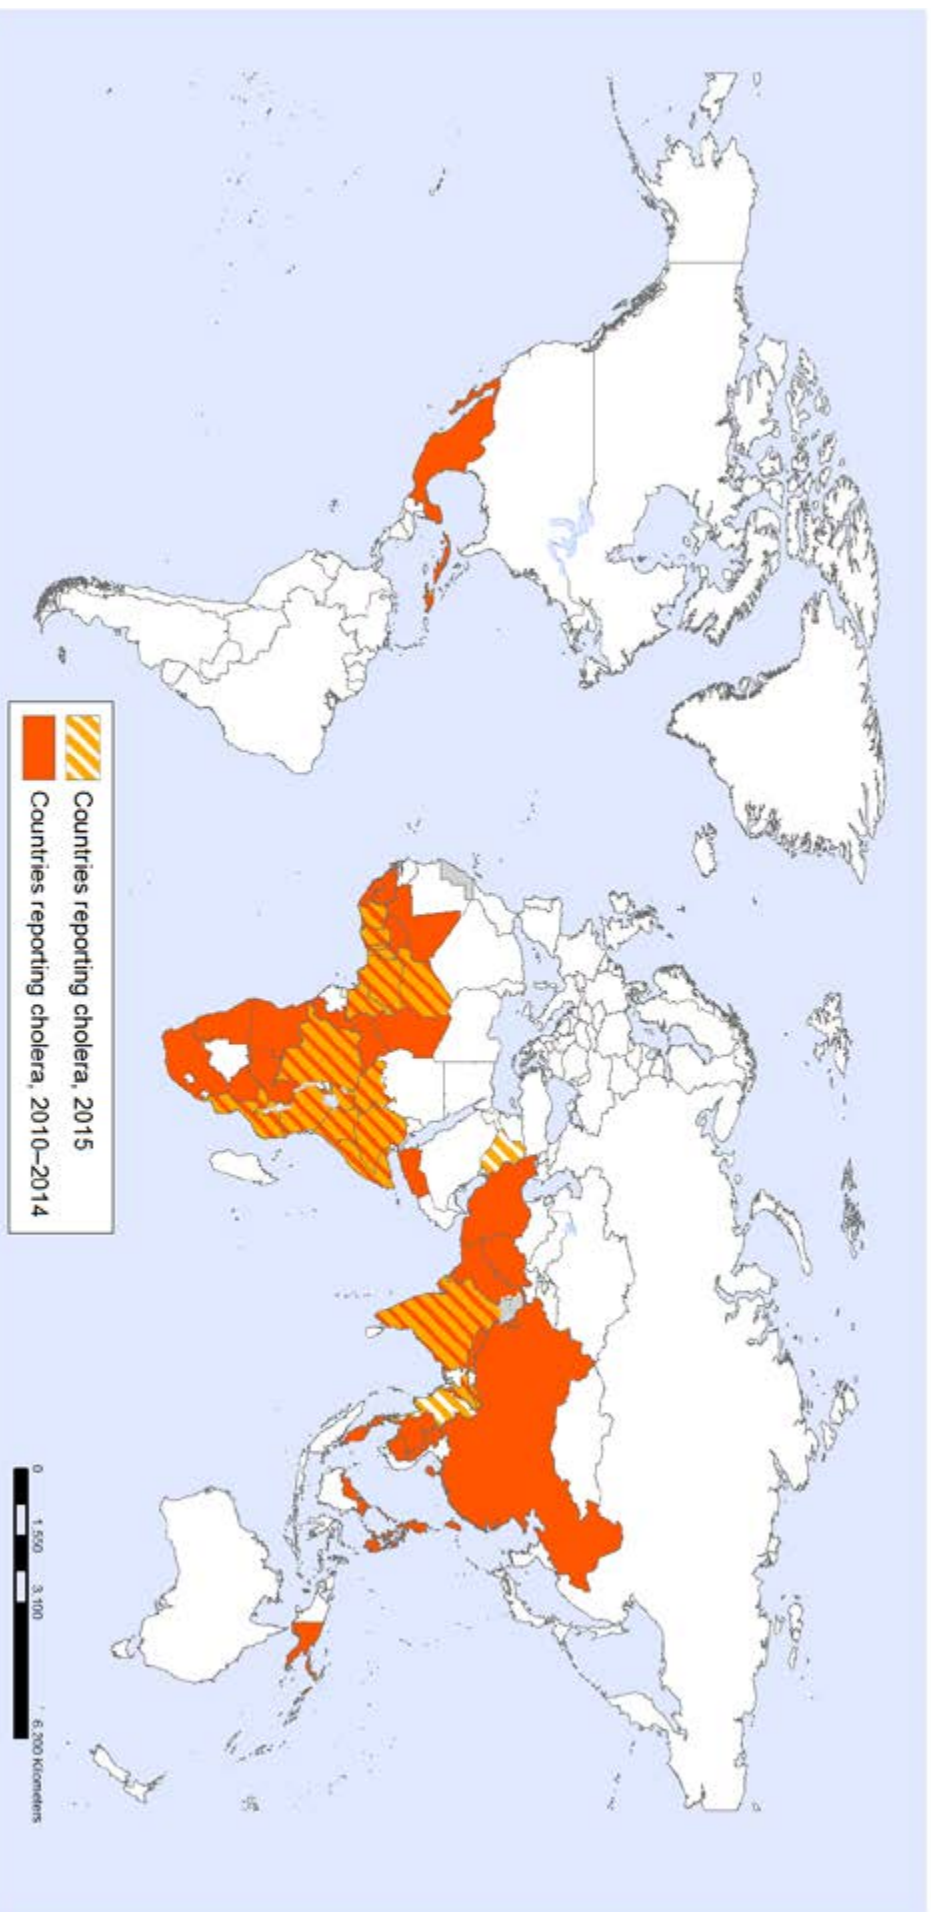 Countries reporting cholera, 2015
Countries reporting cholera, 2010–2014
0 1,550 3,100 6,200 Kilometers